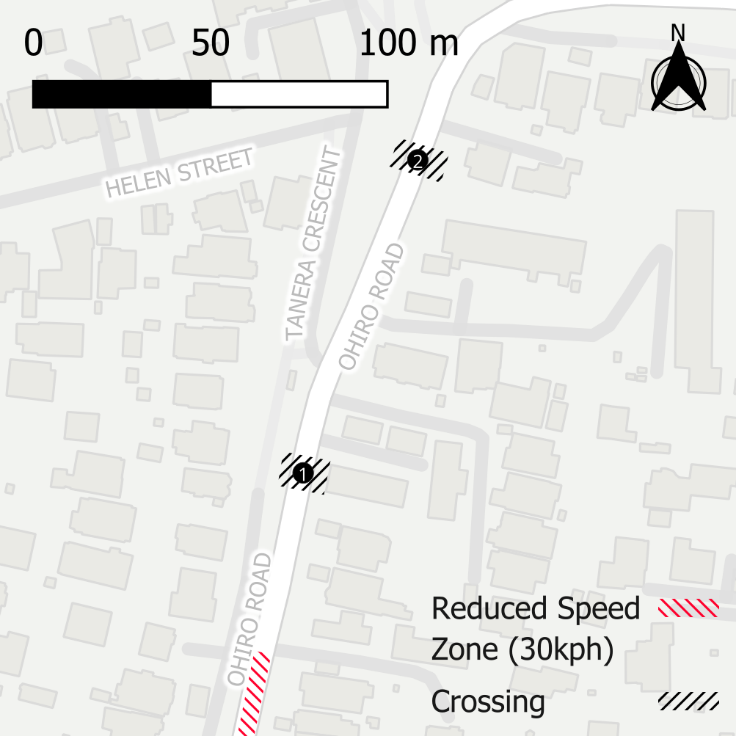 0 50 100 m
N
HELEN STREET
TANERA CRESCENT
2
OHIRO ROAD
1
OHIRO ROAD
Reduced Speed
Zone (30kph)
Crossing